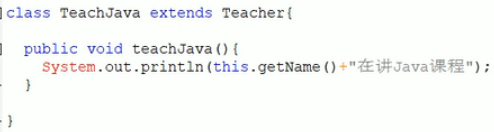 class TeachJava extends Teacher{
public void teachJava(){
System.out.println(this.getName()+"在讲Java课程");
}
}